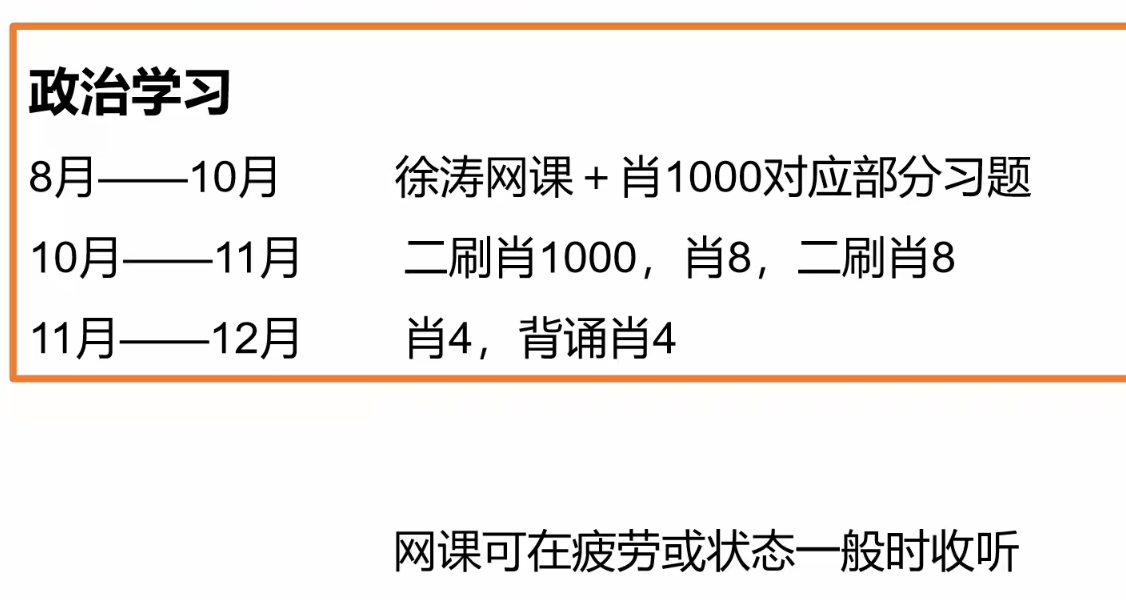 政治学习
8月——10月 徐涛网课+肖1000对应部分习题
10月——11月 二刷肖1000，肖8，二刷肖8
11月——12月 肖4，背诵肖4
网课可在疲劳或状态一般时收听